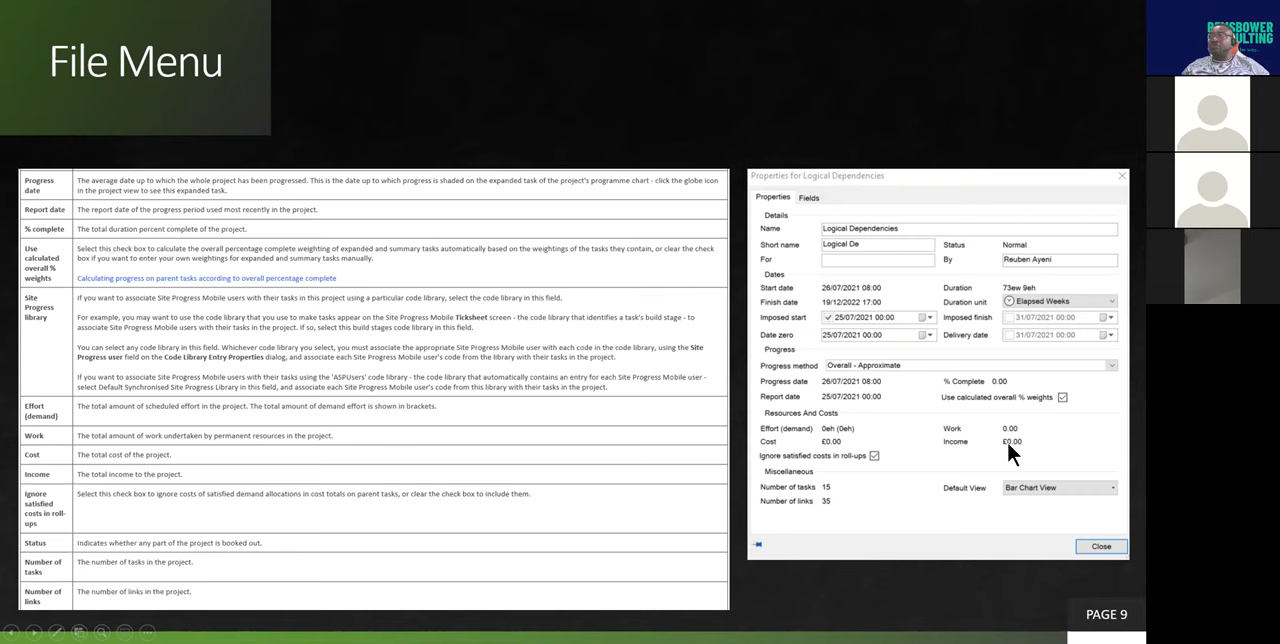 File Menu
Progress date
The average date up to which the whole project has been progressed. This is the date up to which progress is shaded on the expanded task of the project's programme chart - click the globe icon
in the project view to see this expanded task.
Report date
The report date of the progress period used most recently in the project.
% complete
The total duration percent complete of the project.
Use calculated overall % weights
Select this check box to calculate the overall percentage complete weighting of expanded and summary tasks automatically based on the weightings of the tasks they contain, or clear the check
box if you want to enter your own weightings for expanded and summary tasks manually.
Calculating progress on parent tasks according to overall percentage complete
Site Progress library
If you want to associate Site Progress Mobile users with their tasks in this project using a particular code library, select the code library in this field.
For example, you may want to use the code library that you use to make tasks appear on the Site Progress Mobile Ticksheet screen - the code library that identifies a task's build stage - to
associate Site Progress Mobile users with their tasks in the project. If so, select this build stages code library in this field.
You can select any code library in this field. Whichever code library you select, you must associate the appropriate Site Progress Mobile user with each code in the code library, using the Site
Progress user field on the Code Library Entry Properties dialog, and associate each Site Progress Mobile user's code from the library with their tasks in the project.
If you want to associate Site Progress Mobile users with their tasks using the 'ASPUsers' code library - the code library that automatically contains an entry for each Site Progress Mobile user -
select Default Synchronised Site Progress Library in this field, and associate each Site Progress Mobile user's code from this library with their tasks in the project.
Effort (demand)
The total amount of scheduled effort in the project. The total amount of demand effort is shown in brackets.
Work
The total amount of work undertaken by permanent resources in the project.
Cost
The total cost of the project.
Income
The total income to the project.
Ignore satisfied costs in roll-ups
Select this check box to ignore costs of satisfied demand allocations in cost totals on parent tasks, or clear the check box to include them.
Status
Indicates whether any part of the project is booked out.
Number of tasks
The number of tasks in the project.
Number of links
The number of links in the project.
Properties for Logical Dependencies
Properties Fields
Details
Name Logical Dependencies
Short name Logical De Status Normal
For By Reuben Ayeni
Dates
Start date 26/07/2021 08:00 Duration 73ew 9eh
Finish date 19/12/2022 17:00 Duration unit Elapsed Weeks
Imposed start 25/07/2021 00:00 Imposed finish 31/07/2021 00:00
Date zero 25/07/2021 00:00 Delivery date 31/07/2021 00:00
Progress
Progress method Overall - Approximate
Progress date 26/07/2021 08:00 % Complete 0.00
Report date 25/07/2021 00:00 Use calculated overall % weights
Resources And Costs
Effort (demand) 0eh (0eh) Work 0.00
Cost £0.00 Income £0.00
Ignore satisfied costs in roll-ups
Miscellaneous
Number of tasks 15 Default View Bar Chart View
Number of links 35
Close
PAGE 9